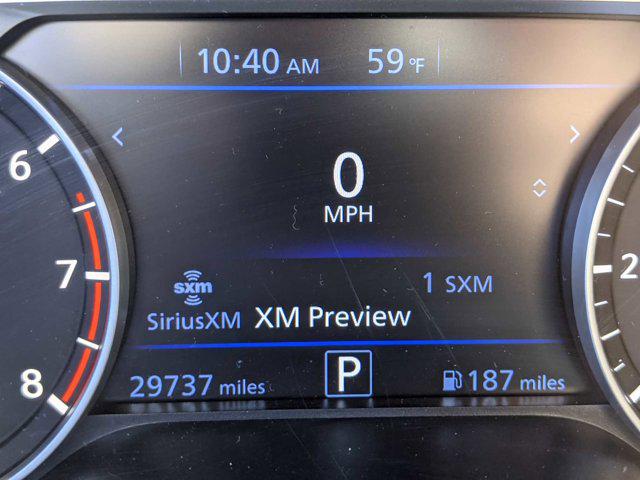 10:40 AM 59 °F
0
MPH
6
7
8
2
sxm
1 SXM
SiriusXM XM Preview
29737 miles P 187 miles